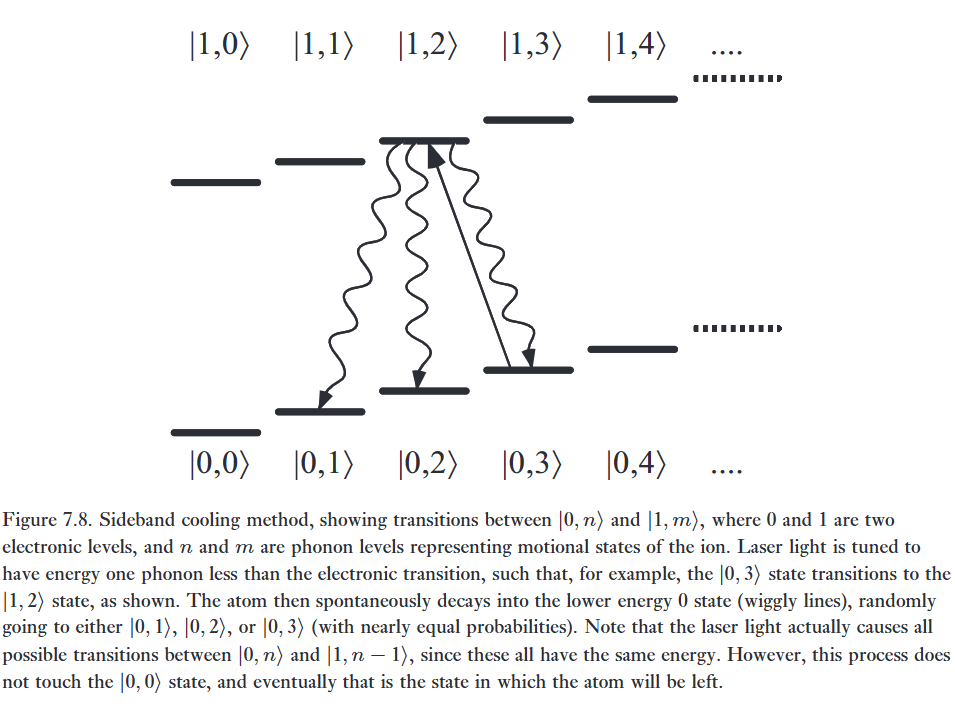 |1,0⟩ |1,1⟩ |1,2⟩ |1,3⟩ |1,4⟩ ....
|0,0⟩ |0,1⟩ |0,2⟩ |0,3⟩ |0,4⟩ ....
Figure 7.8. Sideband cooling method, showing transitions between |0, n⟩ and |1, m⟩, where 0 and 1 are two
electronic levels, and n and m are phonon levels representing motional states of the ion. Laser light is tuned to
have energy one phonon less than the electronic transition, such that, for example, the |0, 3⟩ state transitions to the
|1, 2⟩ state, as shown. The atom then spontaneously decays into the lower energy 0 state (wiggly lines), randomly
going to either |0, 1⟩, |0, 2⟩, or |0, 3⟩ (with nearly equal probabilities). Note that the laser light actually causes all
possible transitions between |0, n⟩ and |1, n − 1⟩, since these all have the same energy. However, this process does
not touch the |0, 0⟩ state, and eventually that is the state in which the atom will be left.